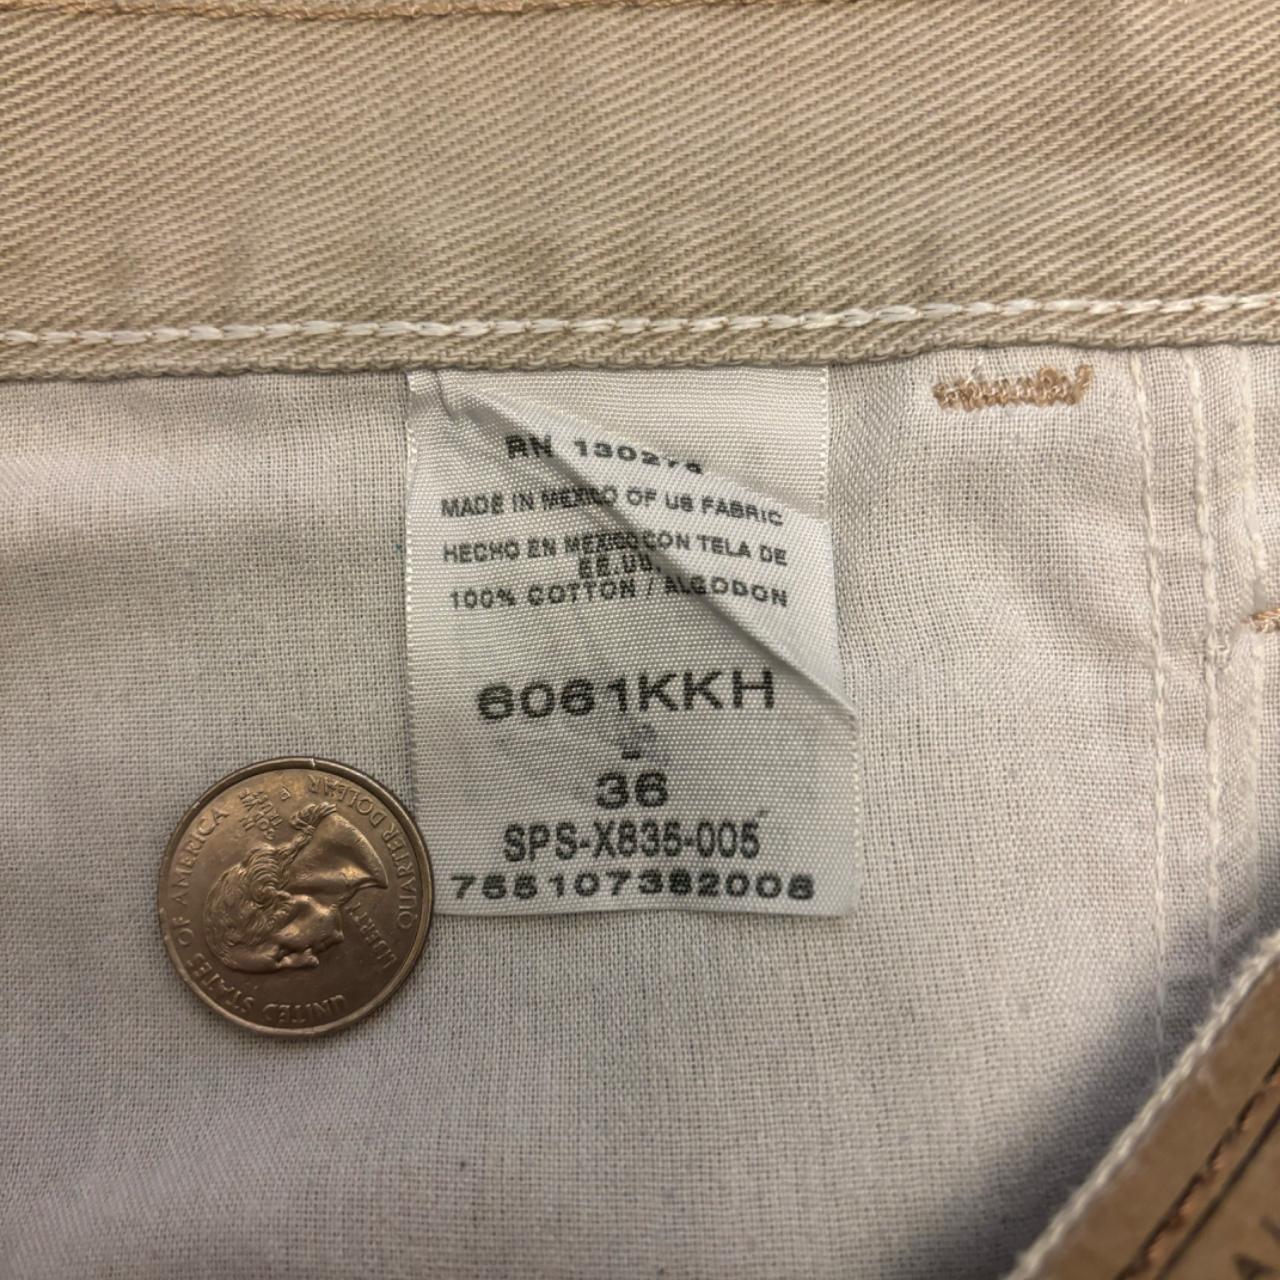 RN 130274
MADE IN MEXICO OF US FABRIC
HECHO EN MEXICO CON TELA DE
EE.UU.
100% COTTON / ALGODON
6061KKH
-
36
SPS-X835-005
755107382008
UNITED STATES OF AMERICA
LIBERTY
QUARTER DOLLAR